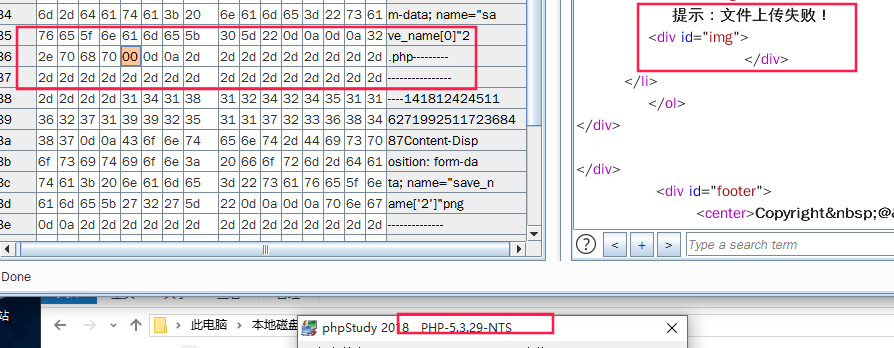 34 6d 2d 64 61 74 61 3b 20 6e 61 6d 65 3d 22 73 61 m-data; name="sa
35 76 65 5f 6e 61 6d 65 5b 30 5d 22 0d 0a 0d 0a 32 ve_name[0]"2
36 2e 70 68 70 00 0d 0a 2d 2d 2d 2d 2d 2d 2d 2d 2d .php---------
37 2d 2d 2d 2d 2d 2d 2d 2d 2d 2d 2d 2d 2d 2d 2d 2d ----------------
38 2d 2d 2d 2d 31 34 31 38 31 32 34 32 34 35 31 31 ----141812424511
39 36 32 37 31 39 39 32 35 31 31 37 32 33 36 38 34 6271992511723684
3a 38 37 0d 0a 43 6f 6e 74 65 6e 74 2d 44 69 73 70 87Content-Disp
3b 6f 73 69 74 69 6f 6e 3a 20 66 6f 72 6d 2d 64 61 osition: form-da
3c 74 61 3b 20 6e 61 6d 65 3d 22 73 61 76 65 5f 6e ta; name="save_n
3d 61 6d 65 5b 27 32 27 5d 22 0d 0a 0d 0a 70 6e 67 ame['2']"png
3e 0d 0a 2d 2d 2d 2d 2d 2d 2d 2d 2d 2d 2d 2d 2d 2d --------------
提示：文件上传失败！
<div id="img">
</div>
</li>
</ol>
</div>
</div>
<div id="footer">
<center>Copyright&nbsp;@&
? < + > Type a search term
Done
站
此电脑 > 本地磁盘
phpStudy 2018 PHP-5.3.29-NTS